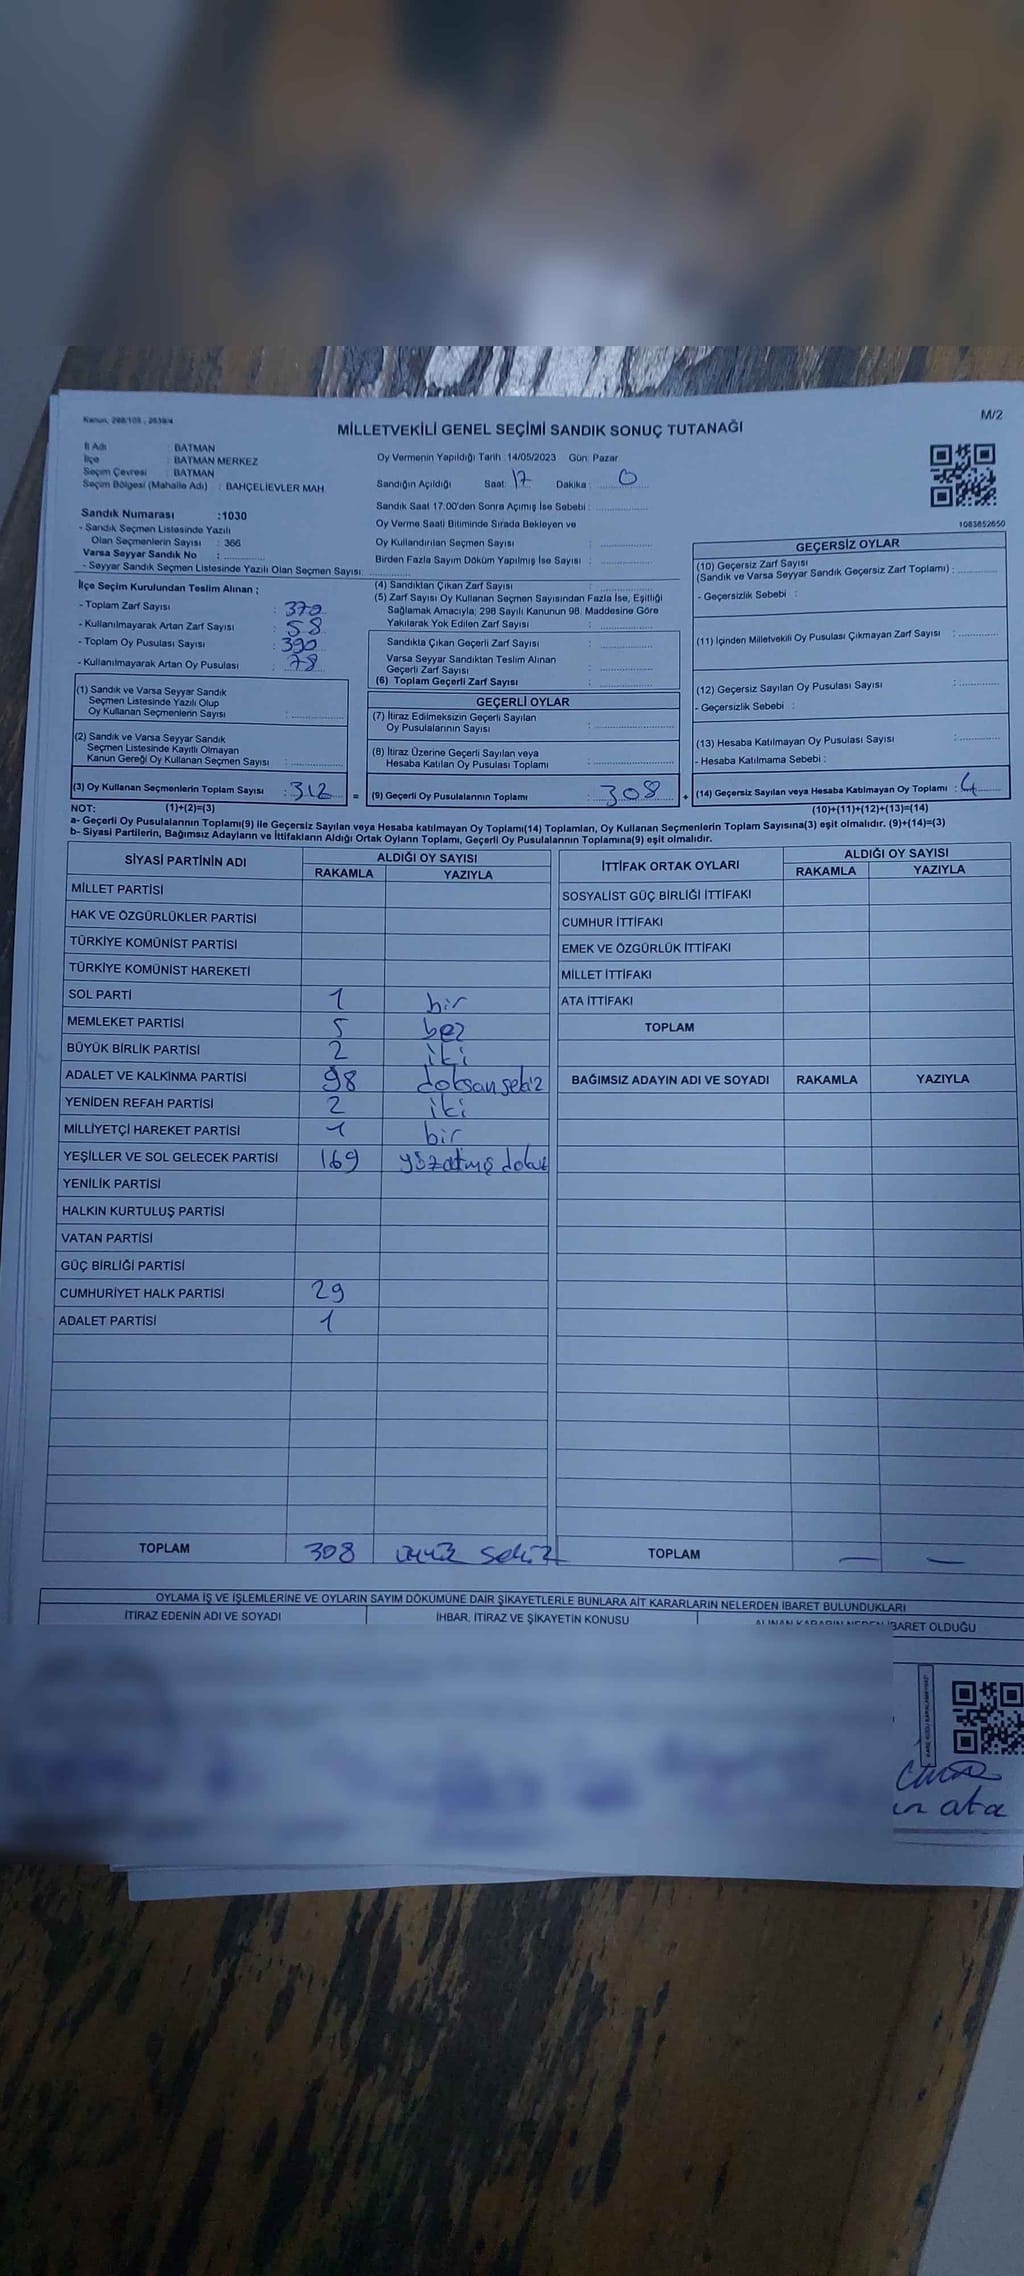 Kanun, 298/105 , 2839/4
M/2
MİLLETVEKİLİ GENEL SEÇİMİ SANDIK SONUÇ TUTANAĞI
İl Adı : BATMAN
İlçe : BATMAN MERKEZ
Seçim Çevresi : BATMAN
Seçim Bölgesi (Mahalle Adı) : BAHÇELİEVLER MAH.
Oy Vermenin Yapıldığı Tarih :14/05/2023 Gün: Pazar
Sandığın Açıldığı Saat: 17 Dakika : 0
Sandık Saat 17:00'den Sonra Açımış İse Sebebi :
Oy Verme Saati Bitiminde Sırada Bekleyen ve
Oy Kullandırılan Seçmen Sayısı :
Birden Fazla Sayım Döküm Yapılmış İse Sayısı :
Sandık Numarası :1030
- Sandık Seçmen Listesinde Yazılı
Olan Seçmenlerin Sayısı : 366
Varsa Seyyar Sandık No :
- Seyyar Sandık Seçmen Listesinde Yazılı Olan Seçmen Sayısı:
1083852650
İlçe Seçim Kurulundan Teslim Alınan ;
- Toplam Zarf Sayısı : 370
- Kullanılmayarak Artan Zarf Sayısı : 58
- Toplam Oy Pusulası Sayısı : 390
- Kullanılmayarak Artan Oy Pusulası : 78
(4) Sandıktan Çıkan Zarf Sayısı :
(5) Zarf Sayısı Oy Kullanan Seçmen Sayısından Fazla İse, Eşitliği
Sağlamak Amacıyla; 298 Sayılı Kanunun 98. Maddesine Göre
Yakılarak Yok Edilen Zarf Sayısı :
Sandıkla Çıkan Geçerli Zarf Sayısı :
Varsa Seyyar Sandıktan Teslim Alınan
Geçerli Zarf Sayısı :
(6) Toplam Geçerli Zarf Sayısı :
GEÇERSİZ OYLAR
(10) Geçersiz Zarf Sayısı
(Sandık ve Varsa Seyyar Sandık Geçersiz Zarf Toplamı) :
- Geçersizlik Sebebi :
(11) İçinden Milletvekili Oy Pusulası Çıkmayan Zarf Sayısı :
(12) Geçersiz Sayılan Oy Pusulası Sayısı :
- Geçersizlik Sebebi :
(13) Hesaba Katılmayan Oy Pusulası Sayısı :
- Hesaba Katılmama Sebebi :
(1) Sandık ve Varsa Seyyar Sandık
Seçmen Listesinde Yazılı Olup
Oy Kullanan Seçmenlerin Sayısı :
(2) Sandık ve Varsa Seyyar Sandık
Seçmen Listesinde Kayıtlı Olmayan
Kanun Gereği Oy Kullanan Seçmen Sayısı :
GEÇERLİ OYLAR
(7) İtiraz Edilmeksizin Geçerli Sayılan
Oy Pusulalarının Sayısı :
(8) İtiraz Üzerine Geçerli Sayılan veya
Hesaba Katılan Oy Pusulası Toplamı :
(3) Oy Kullanan Seçmenlerin Toplam Sayısı : 312 = (9) Geçerli Oy Pusulalarının Toplamı : 308 + (14) Geçersiz Sayılan veya Hesaba Katılmayan Oy Toplamı : 4
NOT: (1)+(2)=(3) (10)+(11)+(12)+(13)=(14)
a- Geçerli Oy Pusulalarının Toplamı(9) ile Geçersiz Sayılan veya Hesaba katılmayan Oy Toplamı(14) Toplamları, Oy Kullanan Seçmenlerin Toplam Sayısına(3) eşit olmalıdır. (9)+(14)=(3)
b- Siyasi Partilerin, Bağımsız Adayların ve İttifakların Aldığı Ortak Oyların Toplamı, Geçerli Oy Pusulalarının Toplamına(9) eşit olmalıdır.
SİYASİ PARTİNİN ADI ALDIĞI OY SAYISI
RAKAMLA YAZIYLA
MİLLET PARTİSİ
HAK VE ÖZGÜRLÜKLER PARTİSİ
TÜRKİYE KOMÜNİST PARTİSİ
TÜRKİYE KOMÜNİST HAREKETİ
SOL PARTİ 1 bir
MEMLEKET PARTİSİ 5 beş
BÜYÜK BİRLİK PARTİSİ 2 iki
ADALET VE KALKINMA PARTİSİ 98 doksan sekiz
YENİDEN REFAH PARTİSİ 2 iki
MİLLİYETÇİ HAREKET PARTİSİ 1 bir
YEŞİLLER VE SOL GELECEK PARTİSİ 169 yüzatmış
YENİLİK PARTİSİ
HALKIN KURTULUŞ PARTİSİ
VATAN PARTİSİ
GÜÇ BİRLİĞİ PARTİSİ
CUMHURİYET HALK PARTİSİ 29
ADALET PARTİSİ 1
TOPLAM 308 sekiz
İTTİFAK ORTAK OYLARI ALDIĞI OY SAYISI
RAKAMLA YAZIYLA
SOSYALİST GÜÇ BİRLİĞİ İTTİFAKI
CUMHUR İTTİFAKI
EMEK VE ÖZGÜRLÜK İTTİFAKI
MİLLET İTTİFAKI
ATA İTTİFAKI
TOPLAM
BAĞIMSIZ ADAYIN ADI VE SOYADI RAKAMLA YAZIYLA
TOPLAM — —
OYLAMA İŞ VE İŞLEMLERİNE VE OYLARIN SAYIM DÖKÜMÜNE DAİR ŞİKAYETLERLE BUNLARA AİT KARARLARIN NELERDEN İBARET BULUNDUKLARI
İTİRAZ EDENİN ADI VE SOYADI İHBAR, İTİRAZ VE ŞİKAYETİN KONUSU ALINAN KARARIN NEDEN İBARET OLDUĞU
ata